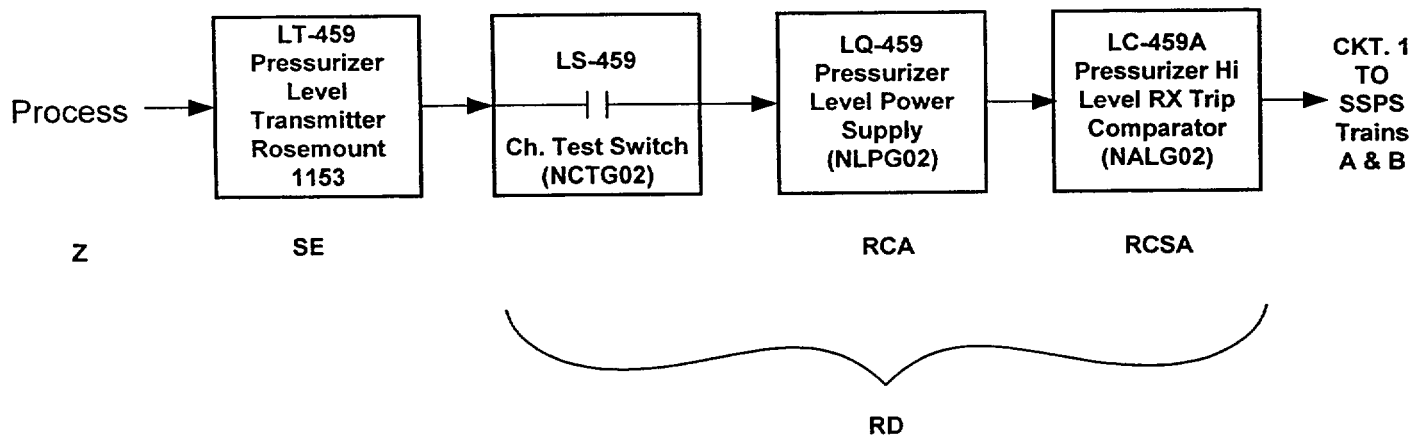 Process
LT-459
Pressurizer
Level
Transmitter
Rosemount
1153
LS-459
Ch. Test Switch
(NCTG02)
LQ-459
Pressurizer
Level Power
Supply
(NLPG02)
LC-459A
Pressurizer Hi
Level RX Trip
Comparator
(NALG02)
CKT. 1
TO
SSPS
Trains
A & B
Z
SE
RCA
RCSA
RD